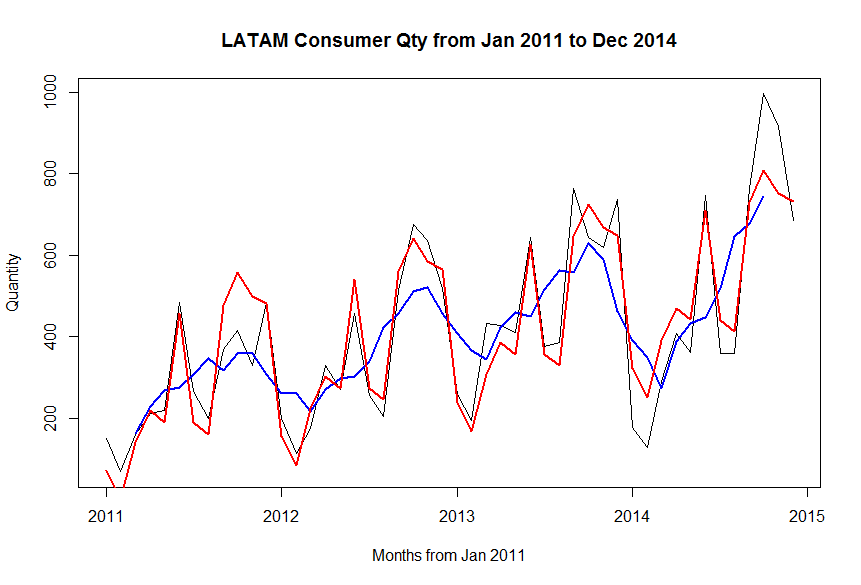 LATAM Consumer Qty from Jan 2011 to Dec 2014
Quantity
1000
800
600
400
200
2011 2012 2013 2014 2015
Months from Jan 2011